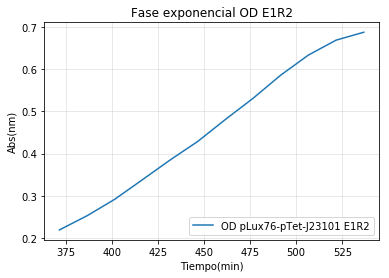 Fase exponencial OD E1R2
Abs(nm)
0.7
0.6
0.5
0.4
0.3
0.2
OD pLux76-pTet-J23101 E1R2
375 400 425 450 475 500 525
Tiempo(min)